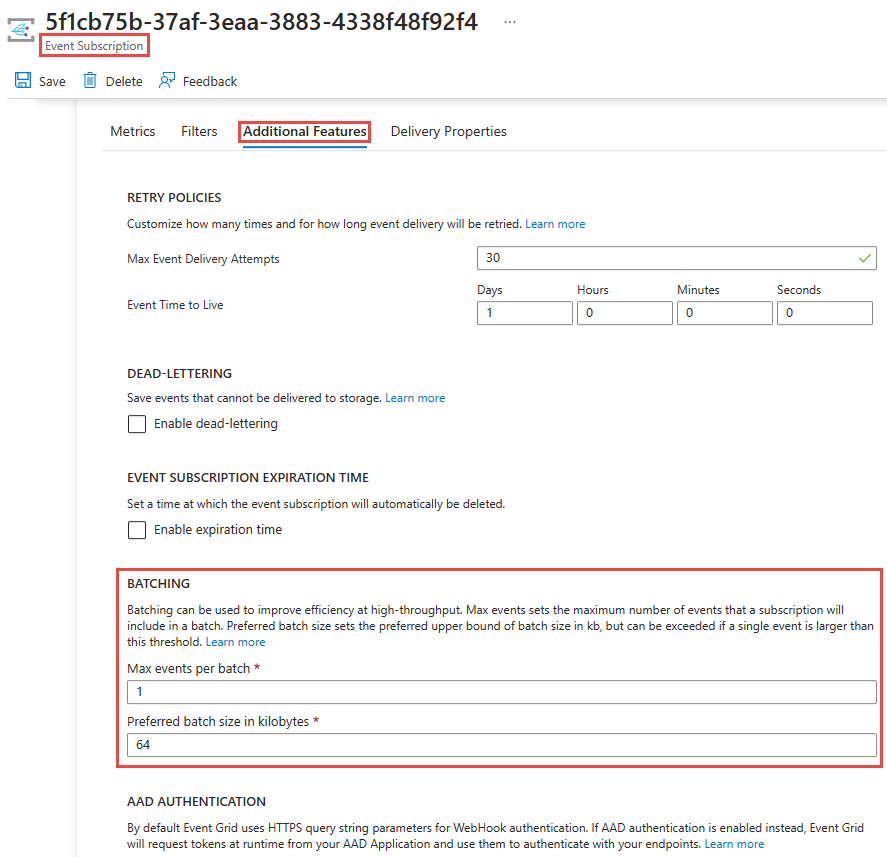 5f1cb75b-37af-3eaa-3883-4338f48f92f4 ...
Event Subscription
Save Delete Feedback
Metrics Filters Additional Features Delivery Properties
RETRY POLICIES
Customize how many times and for how long event delivery will be retried. Learn more
Max Event Delivery Attempts 30
Days Hours Minutes Seconds
Event Time to Live 1 0 0 0
DEAD-LETTERING
Save events that cannot be delivered to storage. Learn more
Enable dead-lettering
EVENT SUBSCRIPTION EXPIRATION TIME
Set a time at which the event subscription will automatically be deleted.
Enable expiration time
BATCHING
Batching can be used to improve efficiency at high-throughput. Max events sets the maximum number of events that a subscription will
include in a batch. Preferred batch size sets the preferred upper bound of batch size in kb, but can be exceeded if a single event is larger than
this threshold. Learn more
Max events per batch *
1
Preferred batch size in kilobytes *
64
AAD AUTHENTICATION
By default Event Grid uses HTTPS query string parameters for WebHook authentication. If AAD authentication is enabled instead, Event Grid
will request tokens at runtime from your AAD Application and use them to authenticate with your endpoints. Learn more